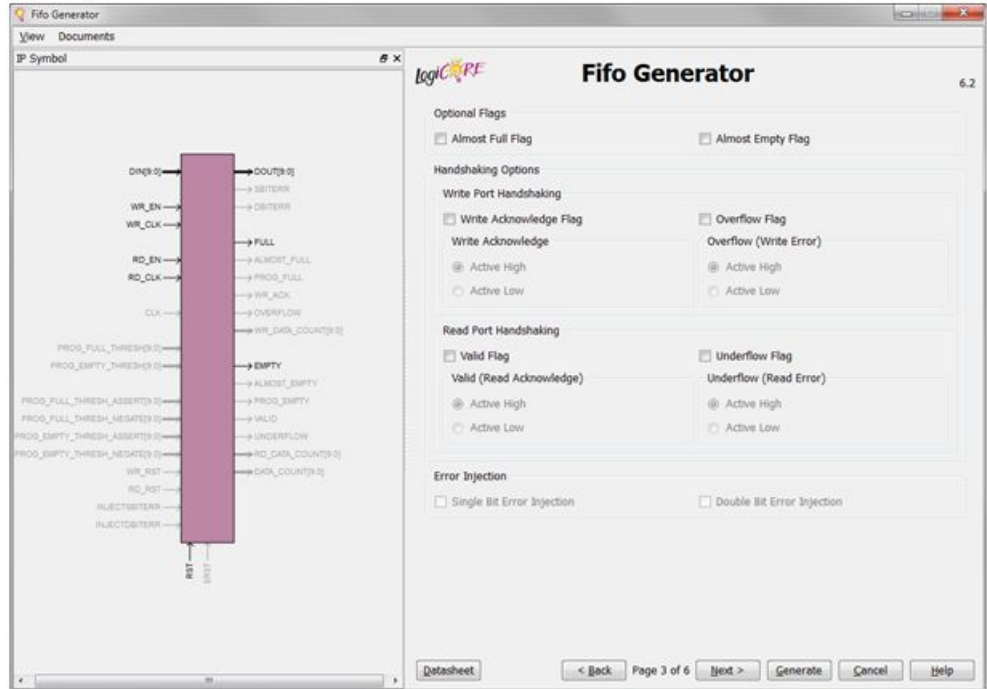 Fifo Generator
View Documents
IP Symbol
DIN[9:0]
WR_EN
WR_CLK
RD_EN
RD_CLK
CLK
PROG_FULL_THRESH[9:0]
PROG_EMPTY_THRESH[9:0]
PROG_FULL_THRESH_ASSERT[9:0]
PROG_FULL_THRESH_NEGATE[9:0]
PROG_EMPTY_THRESH_ASSERT[9:0]
PROG_EMPTY_THRESH_NEGATE[9:0]
WR_RST
RD_RST
INJECTSBITERR
INJECTDBITERR
DOUT[9:0]
SBITERR
DBITERR
FULL
ALMOST_FULL
PROG_FULL
WR_ACK
OVERFLOW
WR_DATA_COUNT[9:0]
EMPTY
ALMOST_EMPTY
PROG_EMPTY
VALID
UNDERFLOW
RD_DATA_COUNT[9:0]
DATA_COUNT[9:0]
RST
SRST
LogiCORE
Fifo Generator
6.2
Optional Flags
Almost Full Flag Almost Empty Flag
Handshaking Options
Write Port Handshaking
Write Acknowledge Flag Overflow Flag
Write Acknowledge Overflow (Write Error)
Active High Active High
Active Low Active Low
Read Port Handshaking
Valid Flag Underflow Flag
Valid (Read Acknowledge) Underflow (Read Error)
Active High Active High
Active Low Active Low
Error Injection
Single Bit Error Injection Double Bit Error Injection
Datasheet < Back Page 3 of 6 Next > Generate Cancel Help